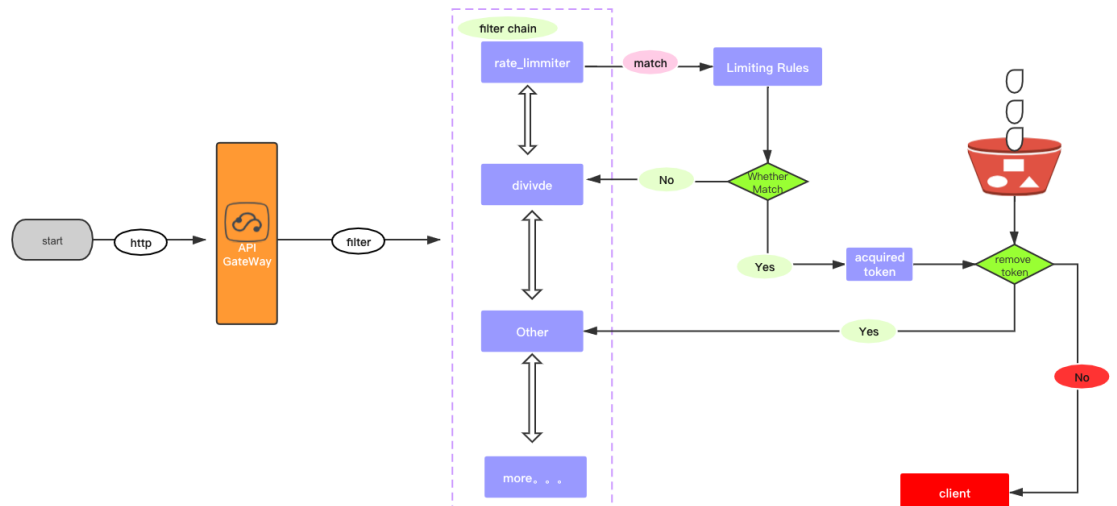 filter chain
rate_limmiter
match
Limiting Rules
divivde
No
Whether
Match
start
http
API
GateWay
filter
Yes
acquired
token
remove
token
Other
Yes
No
more。。。
client